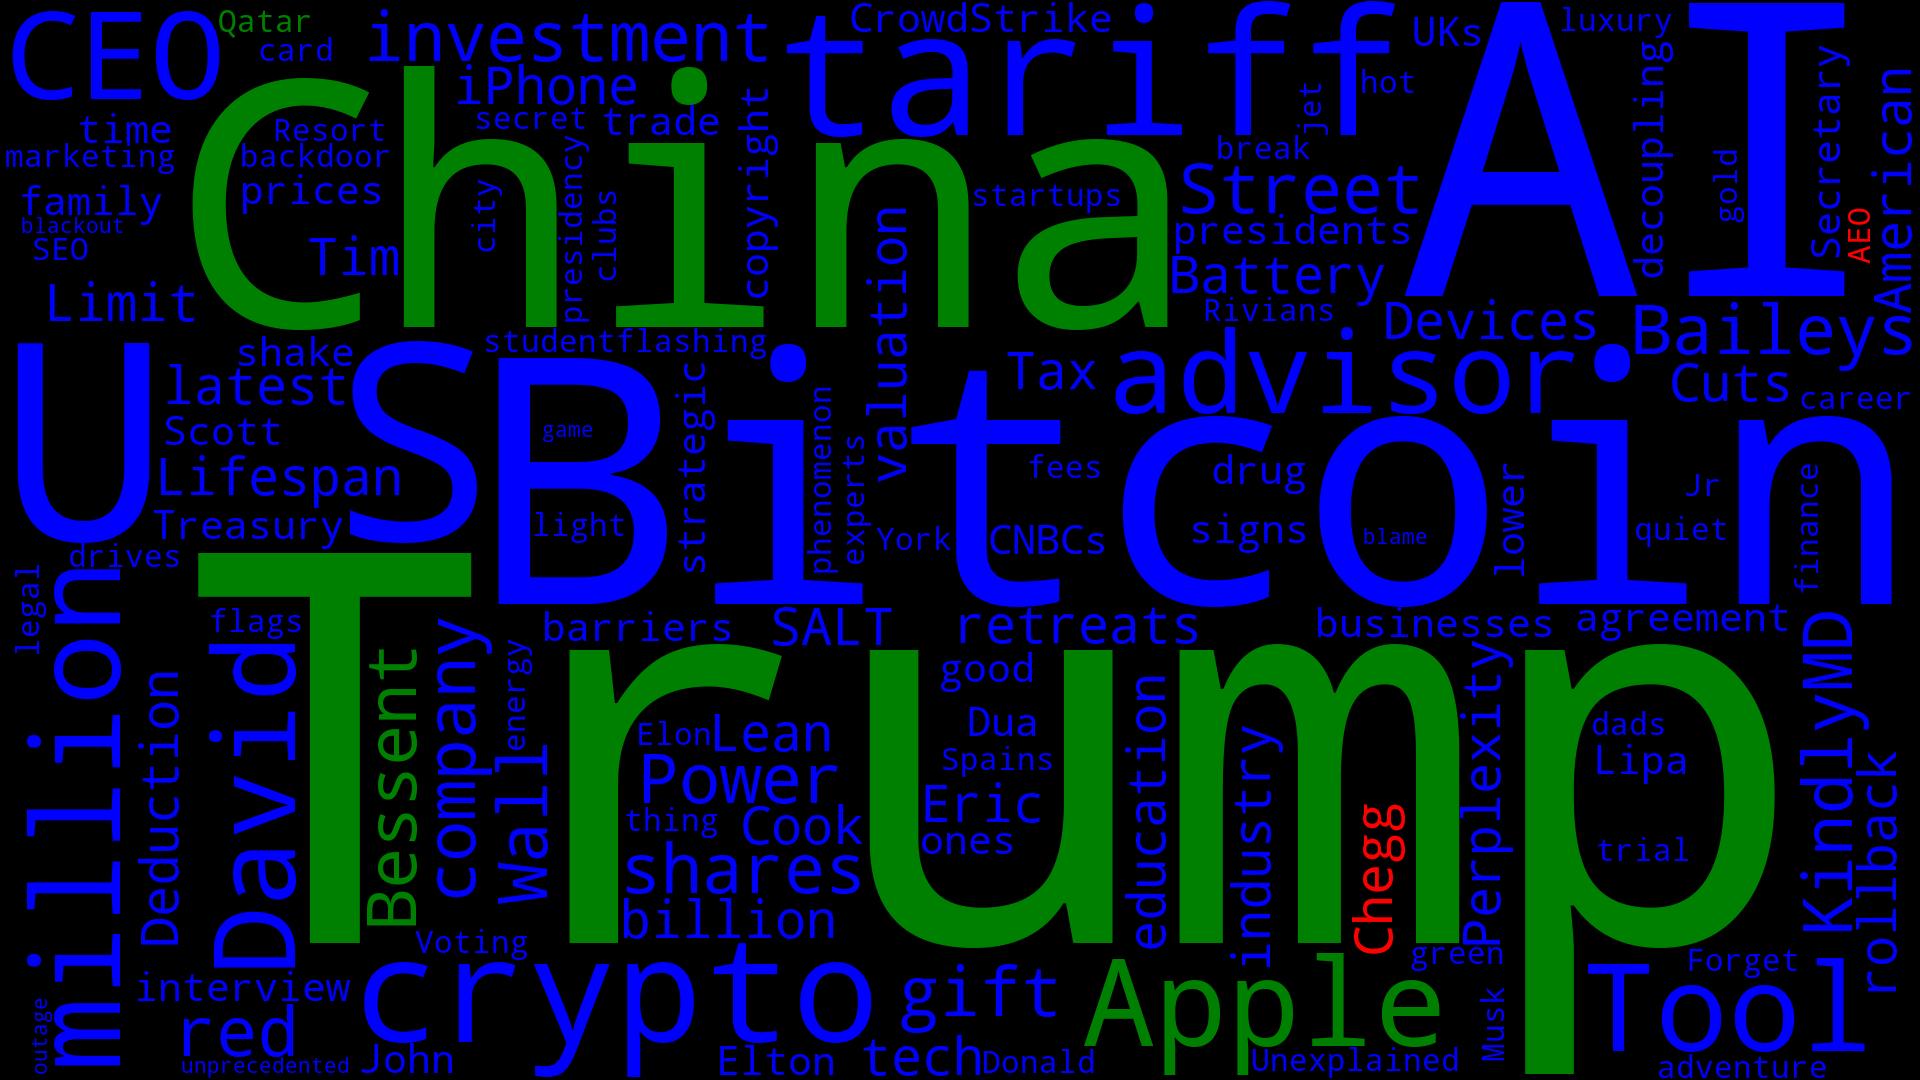 CEO
Qatar
card
investment
CrowdStrike
tariff
UKs
luxury
AI
iPhone
hot
jet
decoupling
Secretary
American
time
Resort
secret
trade
copyright
China
marketing
backdoor
break
gold
family
prices
city
presidency
clubs
startups
Street
AEO
blackout
SEO
Tim
valuation
presidents
Battery
Limit
Rivians
Devices
Baileys
US
shake
student
flashing
Tax
advisor
latest
strategic
Bitcoin
Cuts
career
Scott
game
phenomenon
experts
fees
drug
lower
Jr
finance
Lifespan
light
York
CNBCs
signs
blame
quiet
Treasury
drives
legal
million
flags
barriers
SALT
retreats
businesses
agreement
KindlyMD
Trump
David
Bessent
company
energy
good
Perplexity
Deduction
Elon
Lean
Dua
education
dads
Wall
Power
Spains
industry
Lipa
rollback
thing
Cook
Eric
ones
Chegg
trial
shares
billion
Voting
green
Forget
interview
crypto
gift
Apple
Tool
red
Musk
outage
unprecedented
John
Elton
tech
Donald
Unexplained
adventure